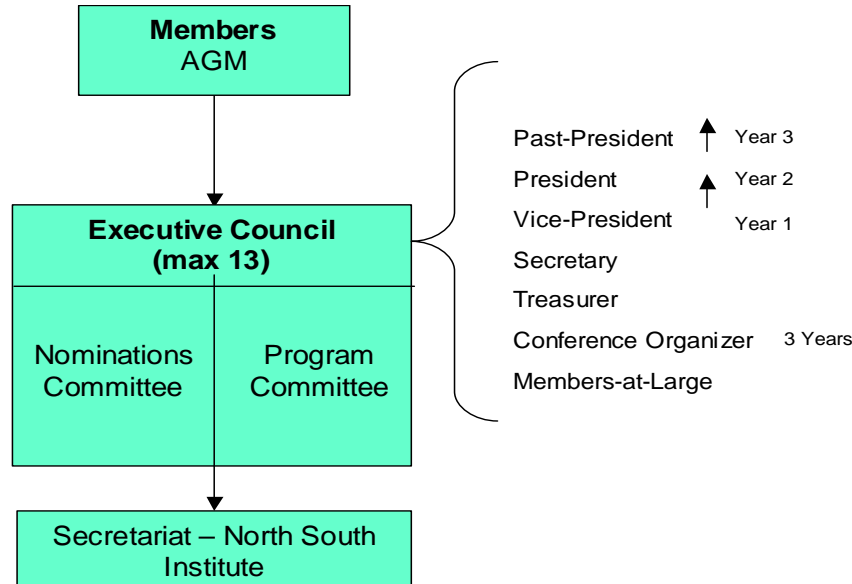 Members
AGM
Executive Council
(max 13)
Nominations
Committee
Program
Committee
Secretariat – North South
Institute
Past-President Year 3
President Year 2
Vice-President Year 1
Secretary
Treasurer
Conference Organizer 3 Years
Members-at-Large